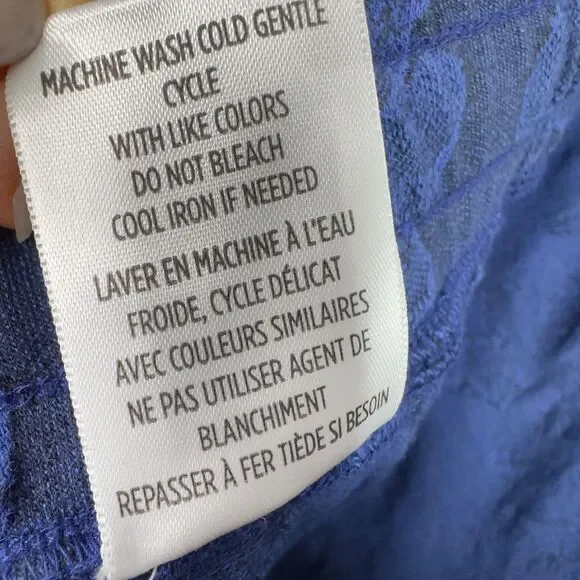 MACHINE WASH COLD GENTLE
CYCLE
WITH LIKE COLORS
DO NOT BLEACH
COOL IRON IF NEEDED
LAVER EN MACHINE À L'EAU
FROIDE, CYCLE DÉLICAT
AVEC COULEURS SIMILAIRES
NE PAS UTILISER AGENT DE
BLANCHIMENT
REPASSER À FER TIÈDE SI BESOIN